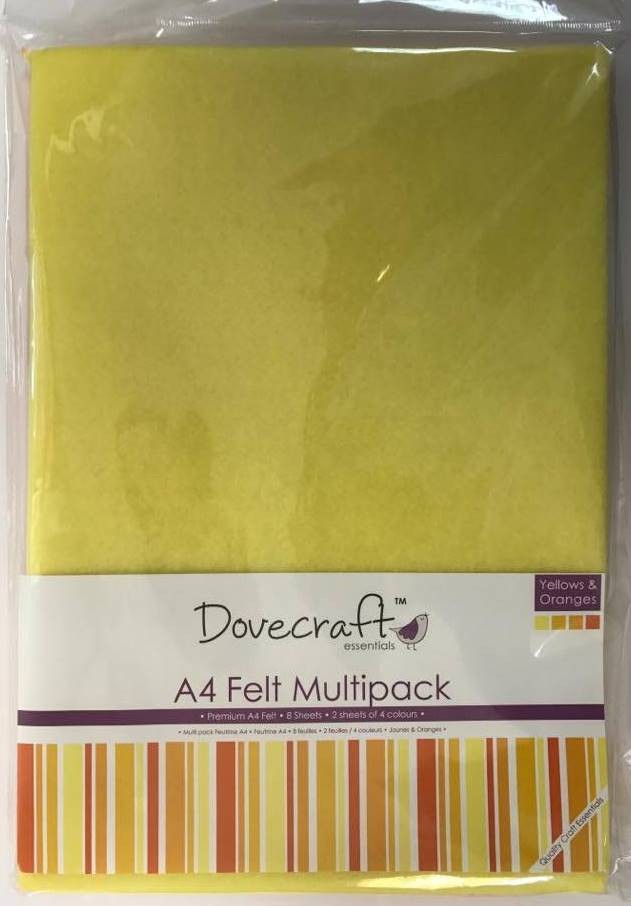 Yellows &
Oranges
Dovecraft™
essentials
A4 Felt Multipack
• Premium A4 Felt • 8 Sheets • 2 sheets of 4 colours •
• Multi pack Feutrine A4 • Feutrine A4 • 8 feuilles • 2 feuilles / 4 couleurs • Jaunes & Oranges •
Quality Craft Essentials